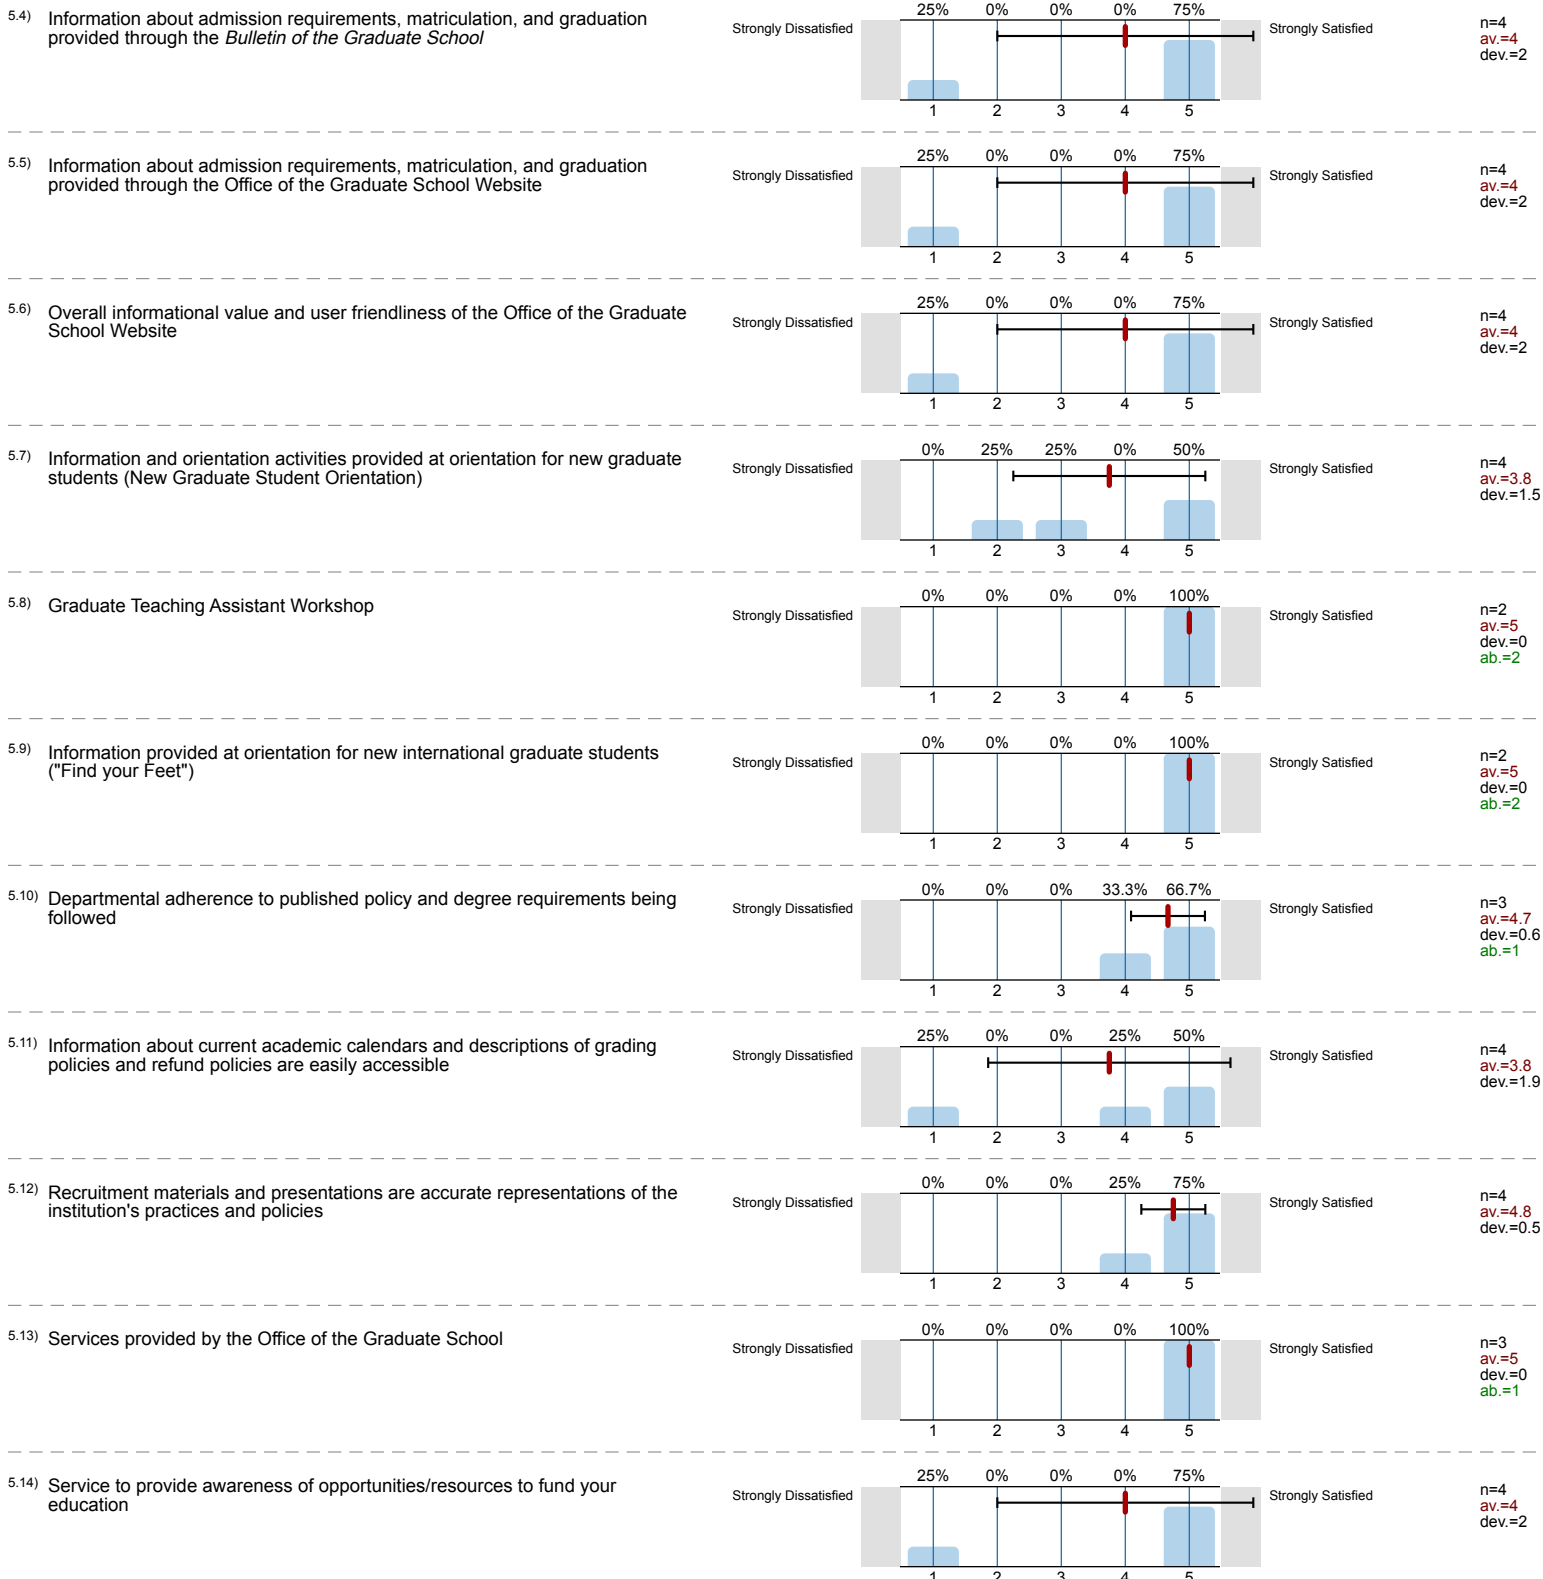 5.4) Information about admission requirements, matriculation, and graduation
provided through the Bulletin of the Graduate School
Strongly Dissatisfied
25% 0% 0% 0% 75%
1 2 3 4 5
Strongly Satisfied
n=4
av.=4
dev.=2
5.5) Information about admission requirements, matriculation, and graduation
provided through the Office of the Graduate School Website
Strongly Dissatisfied
25% 0% 0% 0% 75%
1 2 3 4 5
Strongly Satisfied
n=4
av.=4
dev.=2
5.6) Overall informational value and user friendliness of the Office of the Graduate
School Website
Strongly Dissatisfied
25% 0% 0% 0% 75%
1 2 3 4 5
Strongly Satisfied
n=4
av.=4
dev.=2
5.7) Information and orientation activities provided at orientation for new graduate
students (New Graduate Student Orientation)
Strongly Dissatisfied
0% 25% 25% 0% 50%
1 2 3 4 5
Strongly Satisfied
n=4
av.=3.8
dev.=1.5
5.8) Graduate Teaching Assistant Workshop
Strongly Dissatisfied
0% 0% 0% 0% 100%
1 2 3 4 5
Strongly Satisfied
n=2
av.=5
dev.=0
ab.=2
5.9) Information provided at orientation for new international graduate students
("Find your Feet")
Strongly Dissatisfied
0% 0% 0% 0% 100%
1 2 3 4 5
Strongly Satisfied
n=2
av.=5
dev.=0
ab.=2
5.10) Departmental adherence to published policy and degree requirements being
followed
Strongly Dissatisfied
0% 0% 0% 33.3% 66.7%
1 2 3 4 5
Strongly Satisfied
n=3
av.=4.7
dev.=0.6
ab.=1
5.11) Information about current academic calendars and descriptions of grading
policies and refund policies are easily accessible
Strongly Dissatisfied
25% 0% 0% 25% 50%
1 2 3 4 5
Strongly Satisfied
n=4
av.=3.8
dev.=1.9
5.12) Recruitment materials and presentations are accurate representations of the
institution's practices and policies
Strongly Dissatisfied
0% 0% 0% 25% 75%
1 2 3 4 5
Strongly Satisfied
n=4
av.=4.8
dev.=0.5
5.13) Services provided by the Office of the Graduate School
Strongly Dissatisfied
0% 0% 0% 0% 100%
1 2 3 4 5
Strongly Satisfied
n=3
av.=5
dev.=0
ab.=1
5.14) Service to provide awareness of opportunities/resources to fund your
education
Strongly Dissatisfied
25% 0% 0% 0% 75%
1 2 3 4 5
Strongly Satisfied
n=4
av.=4
dev.=2